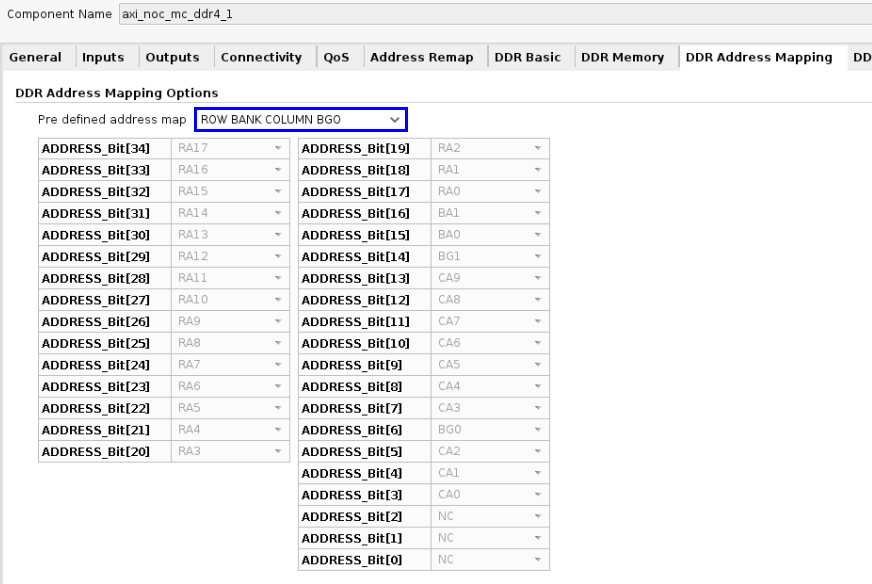 Component Name axi_noc_mc_ddr4_1
General Inputs Outputs Connectivity QoS Address Remap DDR Basic DDR Memory DDR Address Mapping DD
DDR Address Mapping Options
Pre defined address map ROW BANK COLUMN BG0
ADDRESS_Bit[34] RA17 ADDRESS_Bit[19] RA2
ADDRESS_Bit[33] RA16 ADDRESS_Bit[18] RA1
ADDRESS_Bit[32] RA15 ADDRESS_Bit[17] RA0
ADDRESS_Bit[31] RA14 ADDRESS_Bit[16] BA1
ADDRESS_Bit[30] RA13 ADDRESS_Bit[15] BA0
ADDRESS_Bit[29] RA12 ADDRESS_Bit[14] BG1
ADDRESS_Bit[28] RA11 ADDRESS_Bit[13] CA9
ADDRESS_Bit[27] RA10 ADDRESS_Bit[12] CA8
ADDRESS_Bit[26] RA9 ADDRESS_Bit[11] CA7
ADDRESS_Bit[25] RA8 ADDRESS_Bit[10] CA6
ADDRESS_Bit[24] RA7 ADDRESS_Bit[9] CA5
ADDRESS_Bit[23] RA6 ADDRESS_Bit[8] CA4
ADDRESS_Bit[22] RA5 ADDRESS_Bit[7] CA3
ADDRESS_Bit[21] RA4 ADDRESS_Bit[6] BG0
ADDRESS_Bit[20] RA3 ADDRESS_Bit[5] CA2
ADDRESS_Bit[4] CA1
ADDRESS_Bit[3] CA0
ADDRESS_Bit[2] NC
ADDRESS_Bit[1] NC
ADDRESS_Bit[0] NC